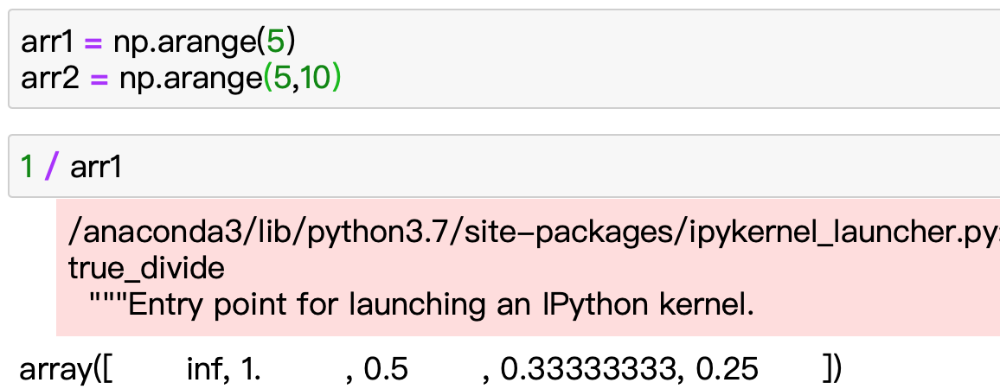 arr1 = np.arange(5)
arr2 = np.arange(5,10)
1 / arr1
/anaconda3/lib/python3.7/site-packages/ipykernel_launcher.py:
true_divide
"""Entry point for launching an IPython kernel.
array([ inf, 1. , 0.5 , 0.33333333, 0.25 ])